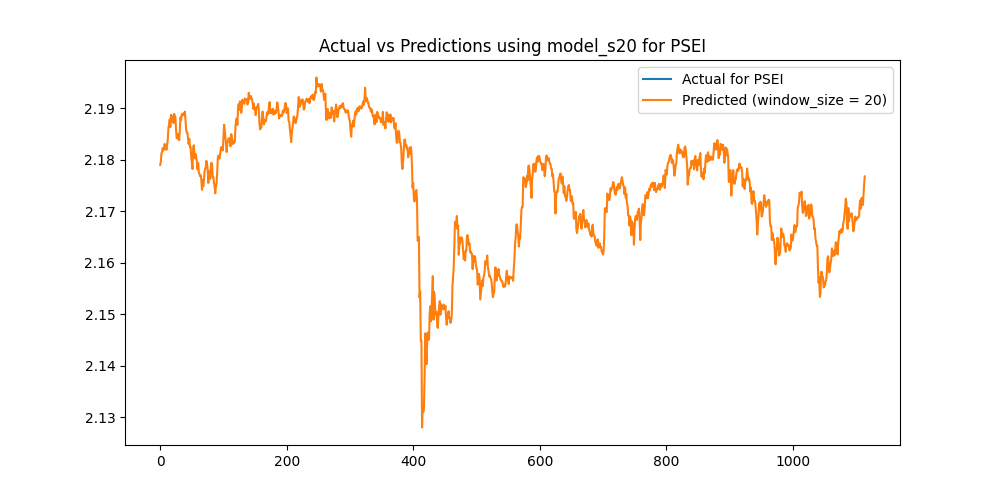 Actual vs Predictions using model_s20 for PSEI
Actual for PSEI
Predicted (window_size = 20)
2.19
2.18
2.17
2.16
2.15
2.14
2.13
0 200 400 600 800 1000